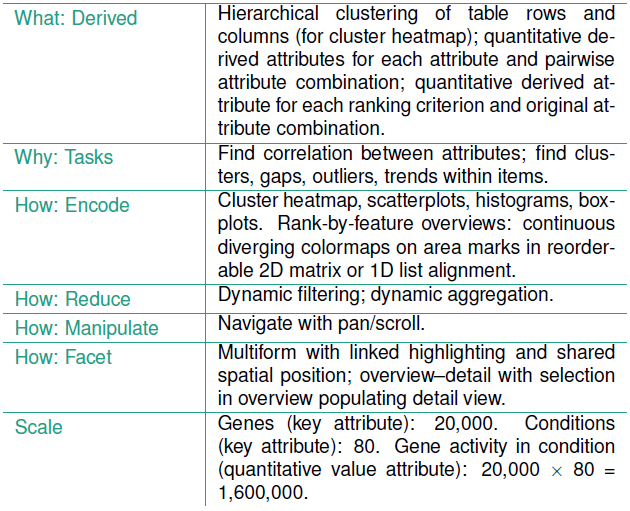 What: Derived
Hierarchical clustering of table rows and
columns (for cluster heatmap); quantitative de-
rived attributes for each attribute and pairwise
attribute combination; quantitative derived at-
tribute for each ranking criterion and original at-
tribute combination.
Why: Tasks
Find correlation between attributes; find clus-
ters, gaps, outliers, trends within items.
How: Encode
Cluster heatmap, scatterplots, histograms, box-
plots. Rank-by-feature overviews: continuous
diverging colormaps on area marks in reorder-
able 2D matrix or 1D list alignment.
How: Reduce
Dynamic filtering; dynamic aggregation.
How: Manipulate
Navigate with pan/scroll.
How: Facet
Multiform with linked highlighting and shared
spatial position; overview–detail with selection
in overview populating detail view.
Scale
Genes (key attribute): 20,000. Conditions
(key attribute): 80. Gene activity in condition
(quantitative value attribute): 20,000 × 80 =
1,600,000.